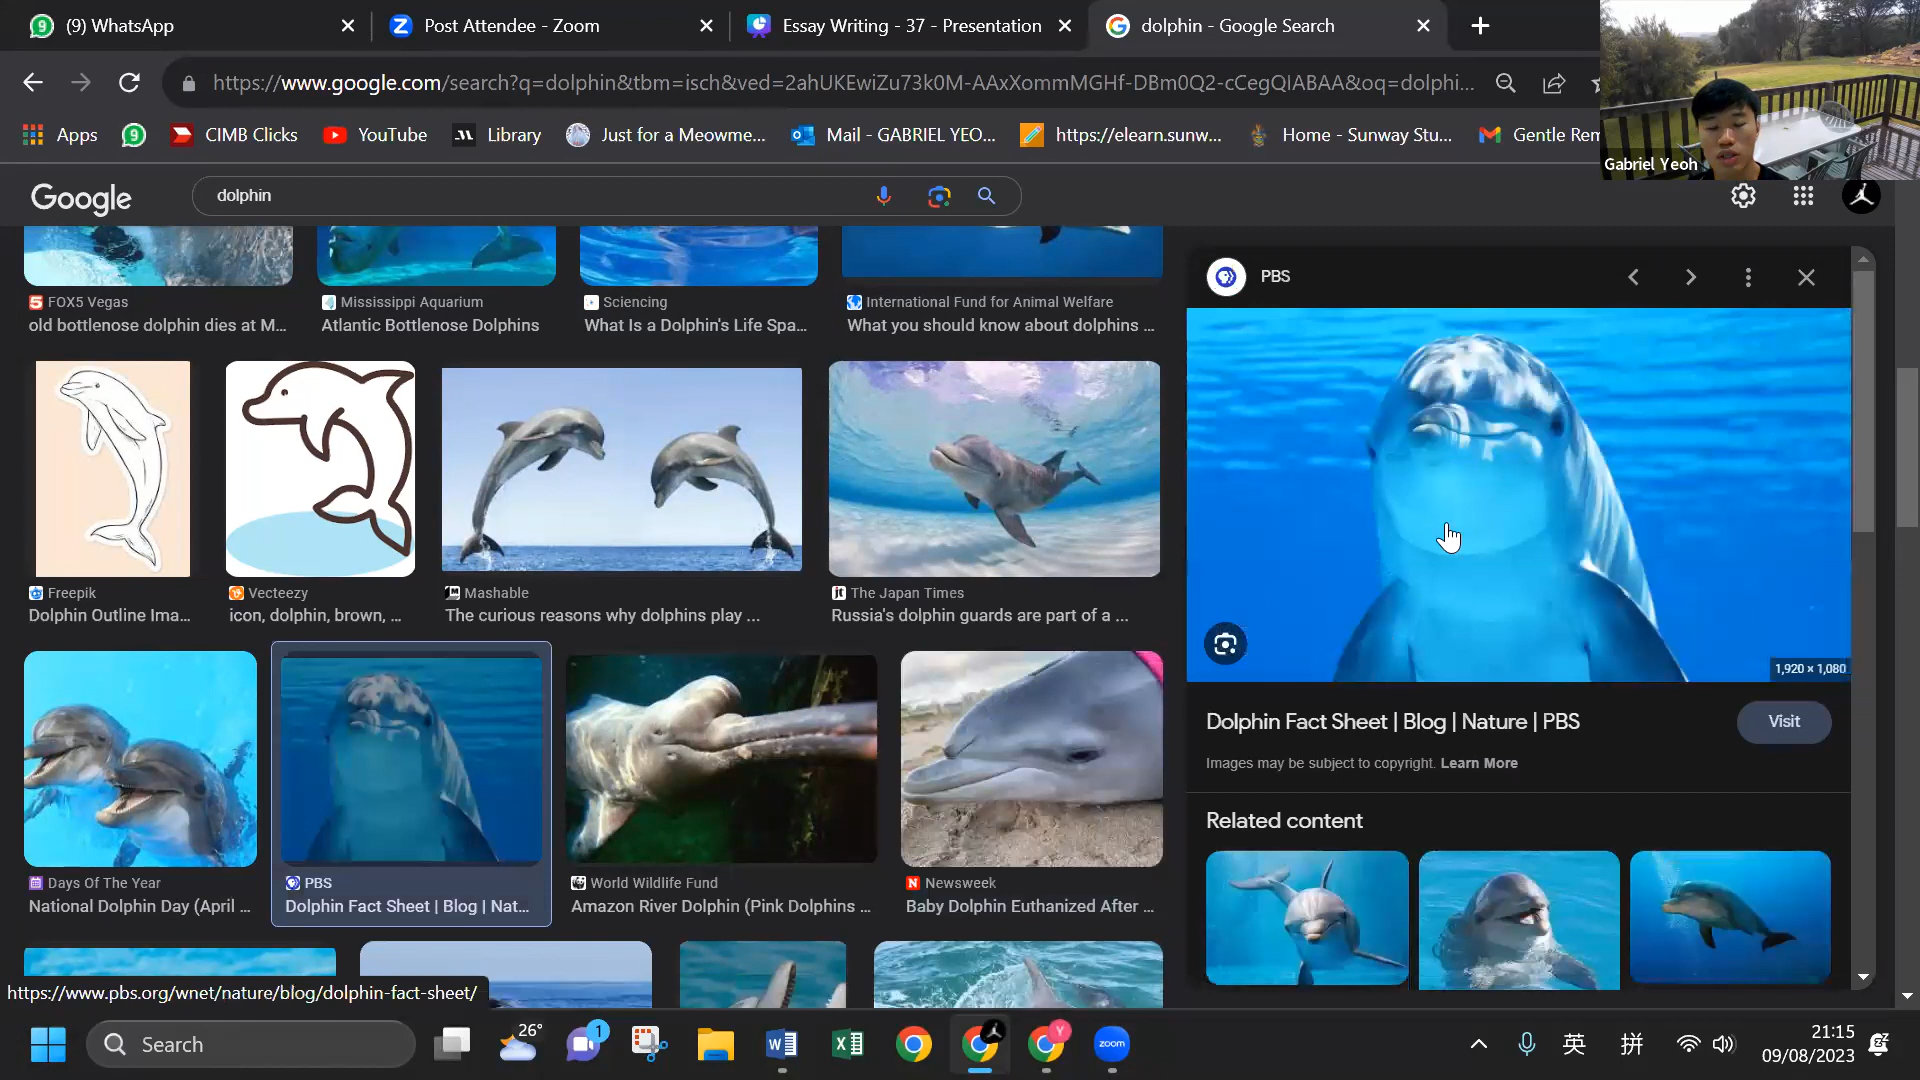 (9) WhatsApp
Post Attendee - Zoom
Essay Writing - 37 - Presentation
dolphin - Google Search
https://www.google.com/search?q=dolphin&tbm=isch&ved=2ahUKEwiZu73k0M-AAxXommMGHf-DBm0Q2-cCegQIABAA&oq=dolphi...
Apps
CIMB Clicks
YouTube
Library
Just for a Meowme...
Mail - GABRIEL YEO...
https://elearn.sunw...
Home - Sunway Stu...
Gentle Rem
Gabriel Yeoh
Google
dolphin
FOX5 Vegas
old bottlenose dolphin dies at M...
Mississippi Aquarium
Atlantic Bottlenose Dolphins
Sciencing
What Is a Dolphin's Life Spa...
International Fund for Animal Welfare
What you should know about dolphins ...
PBS
Freepik
Dolphin Outline Ima...
Vecteezy
icon, dolphin, brown, ...
Mashable
The curious reasons why dolphins play ...
The Japan Times
Russia's dolphin guards are part of a ...
1,920 × 1,080
Dolphin Fact Sheet | Blog | Nature | PBS
Visit
Images may be subject to copyright. Learn More
Related content
Days Of The Year
National Dolphin Day (April ...
PBS
Dolphin Fact Sheet | Blog | Nat...
World Wildlife Fund
Amazon River Dolphin (Pink Dolphins ...
Newsweek
Baby Dolphin Euthanized After ...
https://www.pbs.org/wnet/nature/blog/dolphin-fact-sheet/
Search
26°
1
zoom
英
拼
21:15
09/08/2023